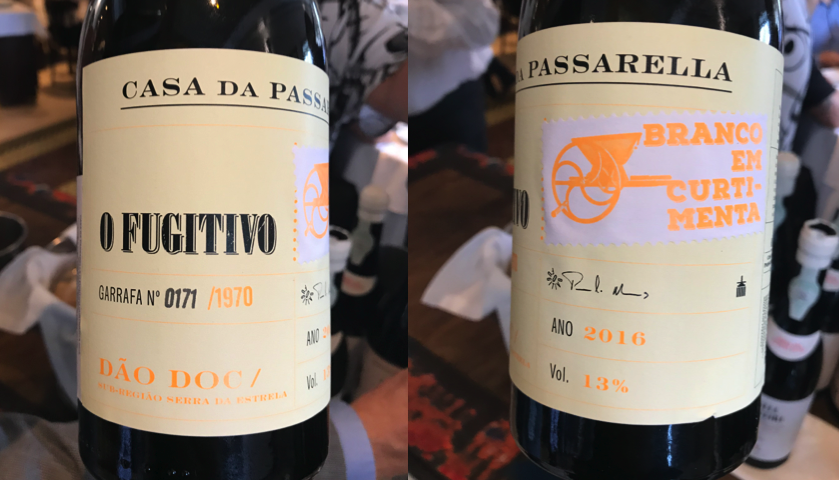 CASA DA PASSA
O FUGITIVO
GARRAFA Nº 0171 /1970
ANO
Vol.
DÃO DOC /
SUB-REGIÃO SERRA DA ESTRELA
PASSARELLA
BRANCO
EM
CURTI-
MENTA
ANO 2016
Vol. 13%